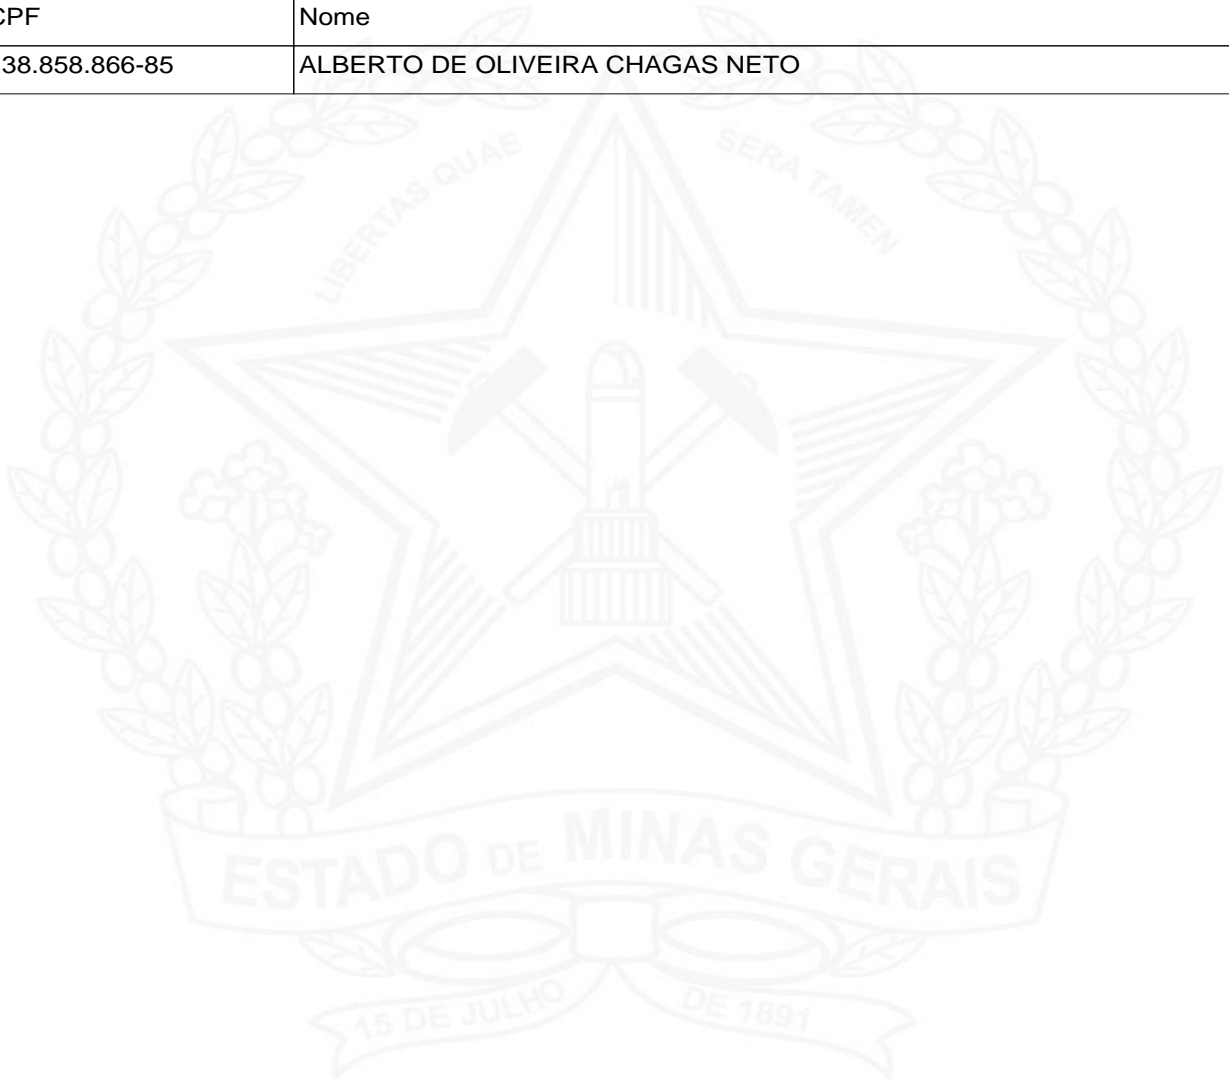 CPF Nome
38.858.866-85 ALBERTO DE OLIVEIRA CHAGAS NETO
LIBERTAS QUAE SERA TAMEN
ESTADO DE MINAS GERAIS
15 DE JULHO DE 1891